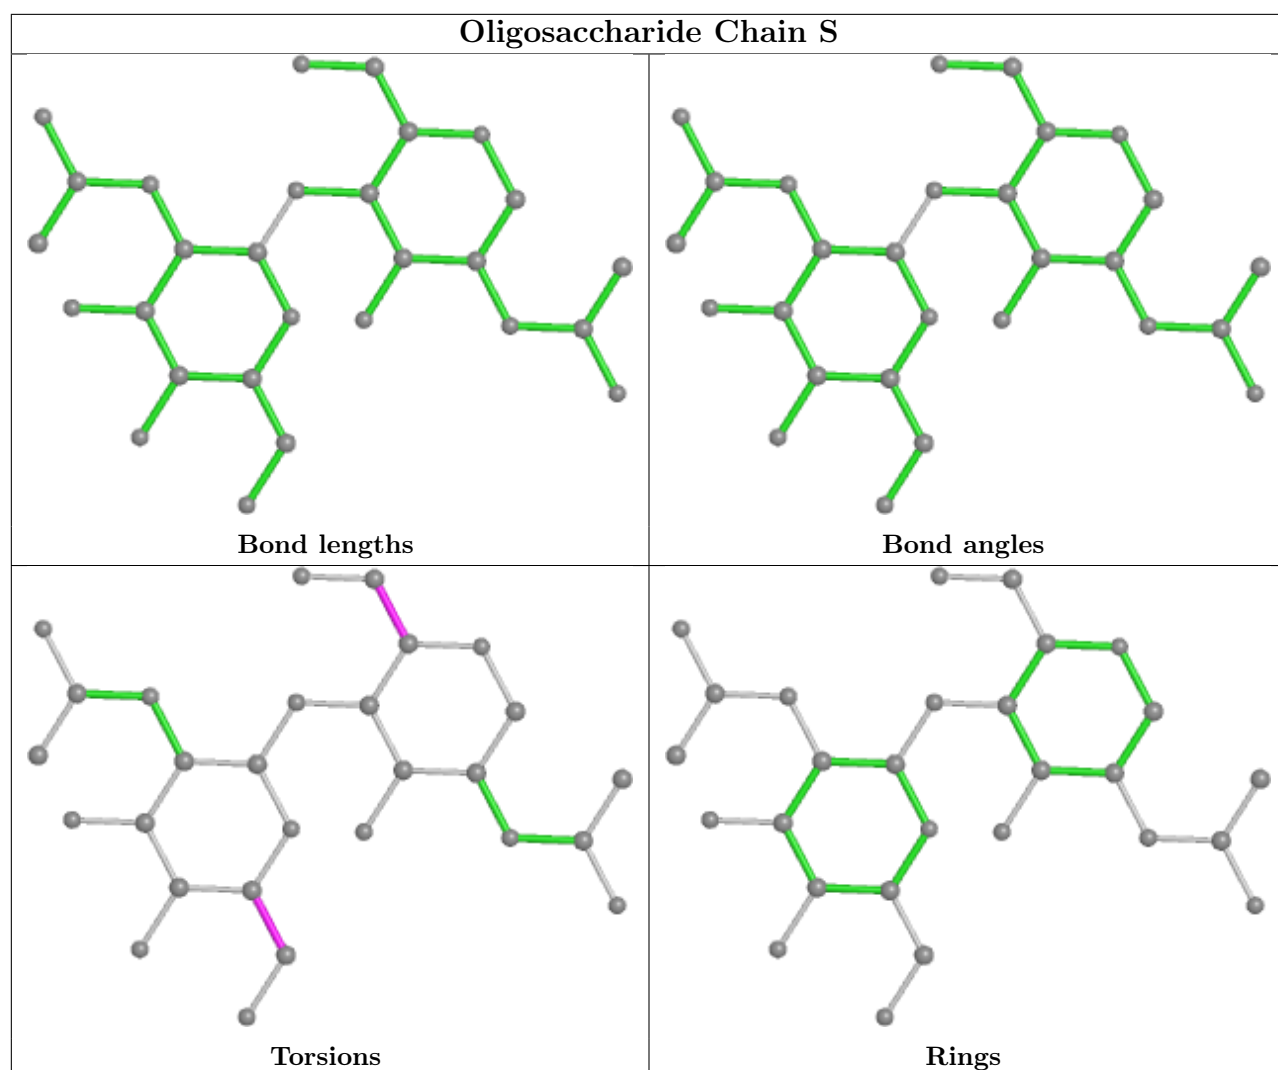 Oligosaccharide Chain S
Bond lengths
Bond angles
Torsions
Rings